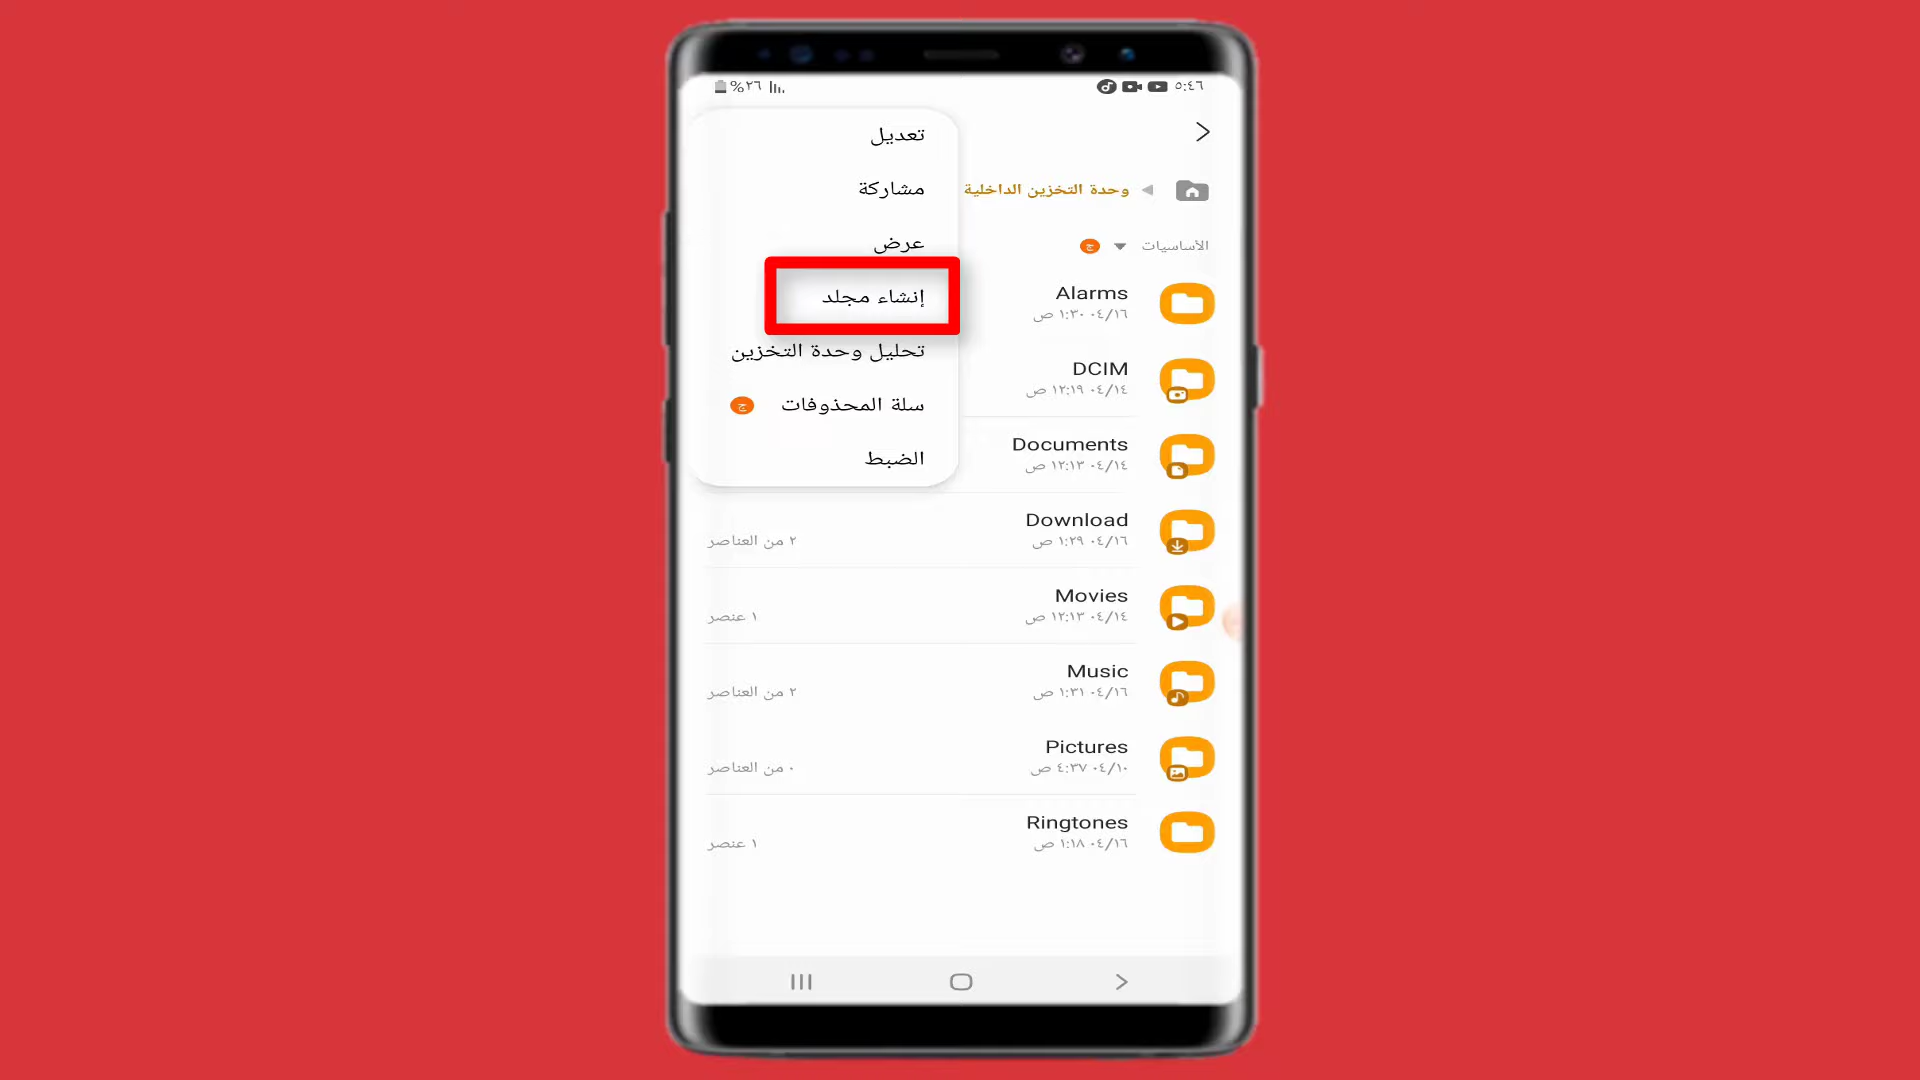 ٥:٤٦
%٢٦
تعديل
مشاركة
عرض
إنشاء مجلد
تحليل وحدة التخزين
سلة المحذوفات ج
الضبط
وحدة التخزين الداخلية
الأساسيات ج
Alarms
٠٤/١٦ ١:٣٠ ص
DCIM
٠٤/١٤ ١٢:١٩ ص
Documents
٠٤/١٤ ١٢:١٣ ص
Download
٠٤/١٦ ١:٢٩ ص
٢ من العناصر
Movies
٠٤/١٤ ١٢:١٣ ص
١ عنصر
Music
٠٤/١٦ ١:٣١ ص
٢ من العناصر
Pictures
٠٤/١٠ ٤:٣٧ ص
٠ من العناصر
Ringtones
٠٤/١٦ ١:١٨ ص
١ عنصر